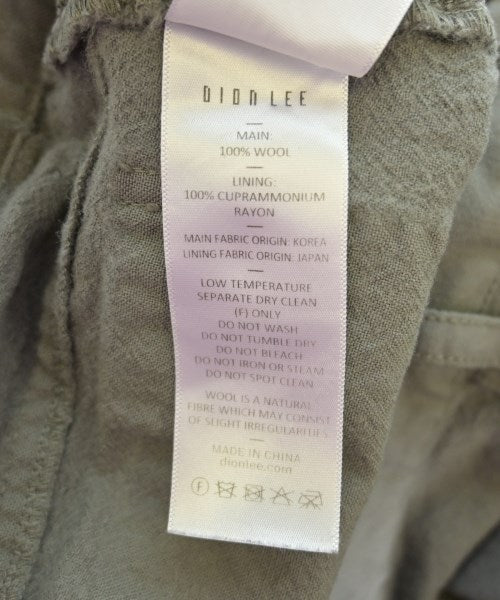 DION LEE
MAIN:
100% WOOL
LINING:
100% CUPRAMMONIUM
RAYON
MAIN FABRIC ORIGIN: KOREA
LINING FABRIC ORIGIN: JAPAN
LOW TEMPERATURE
SEPARATE DRY CLEAN
(F) ONLY
DO NOT WASH
DO NOT TUMBLE DRY
DO NOT BLEACH
DO NOT IRON OR STEAM
DO NOT SPOT CLEAN
WOOL IS A NATURAL
FIBRE WHICH MAY CONSIST
OF SLIGHT IRREGULARITIES
MADE IN CHINA
dionlee.com
F